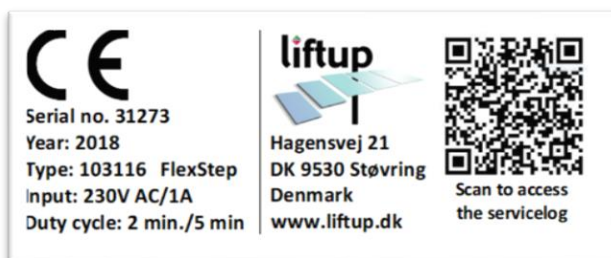 CE
Serial no. 31273
Year: 2018
Type: 103116 FlexStep
Input: 230V AC/1A
Duty cycle: 2 min./5 min
liftup
Hagensvej 21
DK 9530 Støvring
Denmark
www.liftup.dk
Scan to access
the servicelog